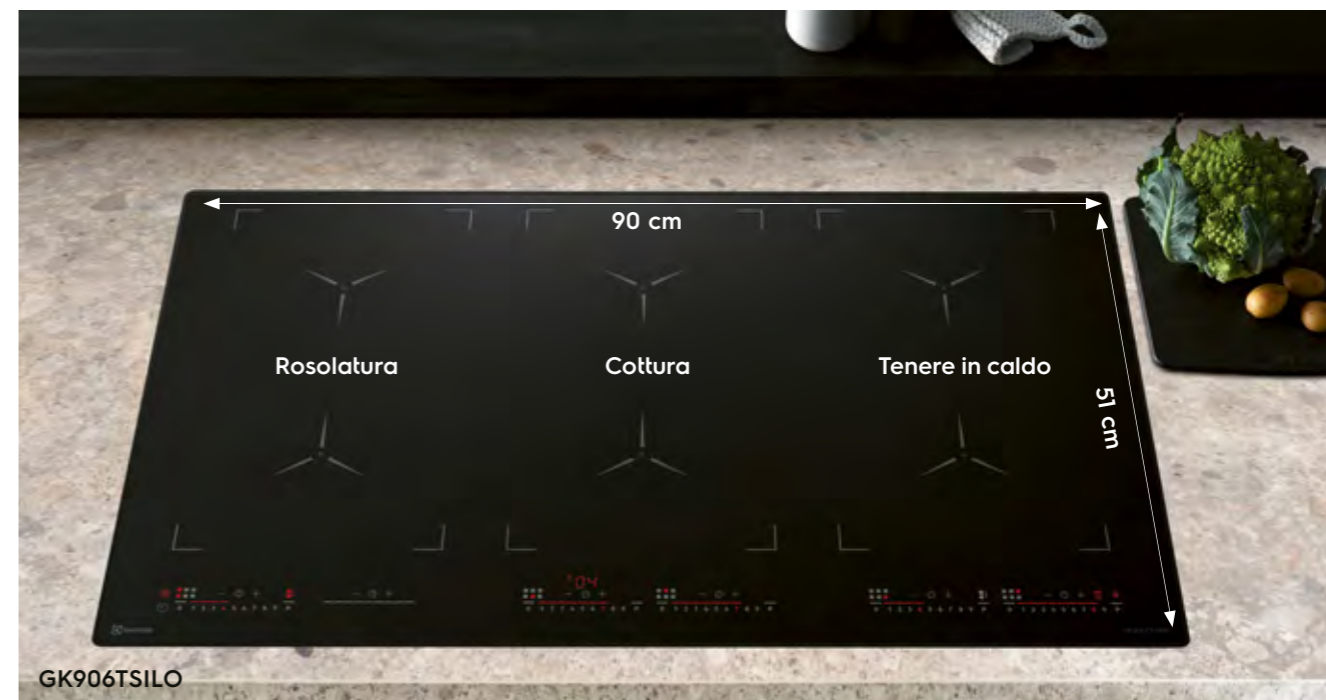 90 cm
Rosolatura
Cottura
Tenere in caldo
51 cm
GK906TSILO